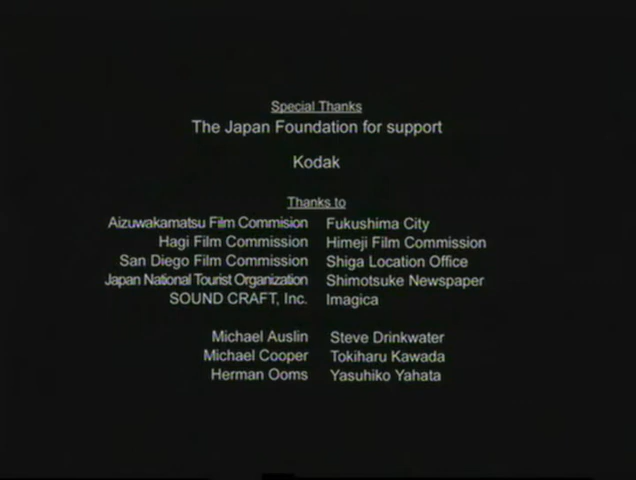 Special Thanks
The Japan Foundation for support
Kodak
Thanks to
Aizuwakamatsu Film Commision Fukushima City
Hagi Film Commission Himeji Film Commission
San Diego Film Commission Shiga Location Office
Japan National Tourist Organization Shimotsuke Newspaper
SOUND CRAFT, Inc. Imagica
Michael Auslin Steve Drinkwater
Michael Cooper Tokiharu Kawada
Herman Ooms Yasuhiko Yahata